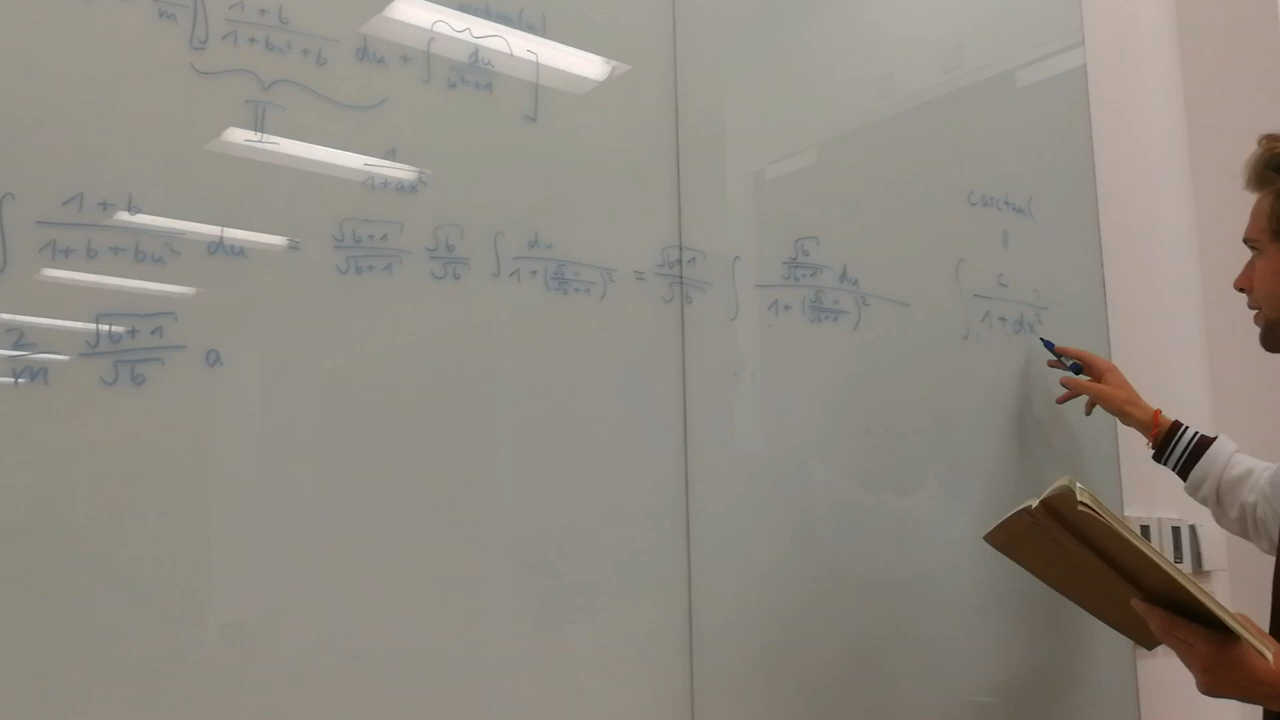 /m [∫ 1+b / 1+bu²+b du + ∫ du / u²+1 ]
II
1 / 1+ax²
∫ 1+b / 1+b+bu² du = √b+1 / √b+1 √b / √b ∫ du / 1+(√b u / √b+1)² = √b+1 / √b ∫ √b / √b+1 du / 1+(√b u / √b+1)²
c arctan(
||
∫ c / 1+dx²
2 / m √b+1 / √b a